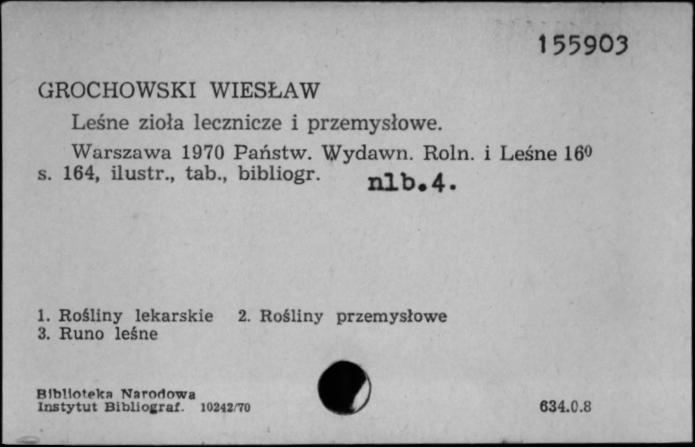 155903
GROCHOWSKI WIESŁAW
Leśne zioła lecznicze i przemysłowe.
Warszawa 1970 Państw. Wydawn. Roln. i Leśne 16⁰
s. 164, ilustr., tab., bibliogr. nlb.4.
1. Rośliny lekarskie 2. Rośliny przemysłowe
3. Runo leśne
Biblioteka Narodowa
Instytut Bibliograf. 10242/70 634.0.8